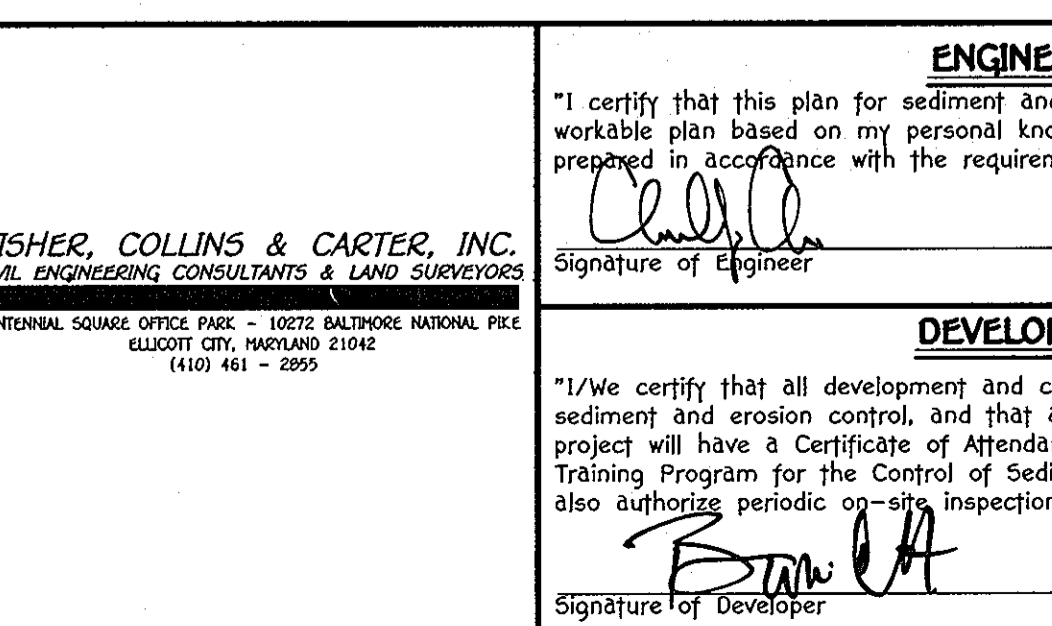 ISHER, COLLINS & CARTER, INC.
IL ENGINEERING CONSULTANTS & LAND SURVEYORS
NTENNIAL SQUARE OFFICE PARK - 10272 BALTIMORE NATIONAL PIKE
ELLICOTT CITY, MARYLAND 21042
(410) 461 - 2855
ENGINE
"I certify that this plan for sediment and
workable plan based on my personal kno
prepared in accordance with the requirem
Signature of Engineer
DEVELO
"I/We certify that all development and c
sediment and erosion control, and that a
project will have a Certificate of Attenda
Training Program for the Control of Sedi
also authorize periodic on-site inspection
Signature of Developer